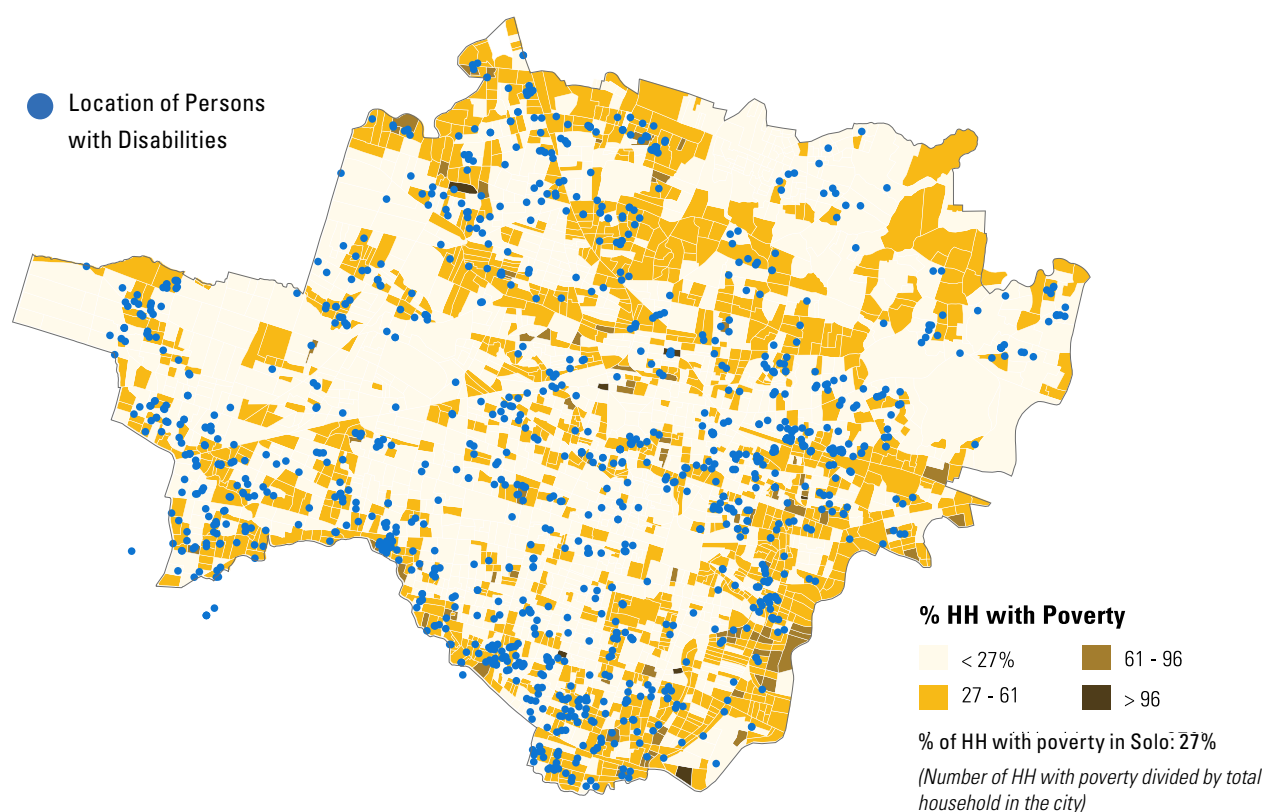 Location of Persons
with Disabilities
% HH with Poverty
< 27%
61 - 96
27 - 61
> 96
% of HH with poverty in Solo: 27%
(Number of HH with poverty divided by total
household in the city)